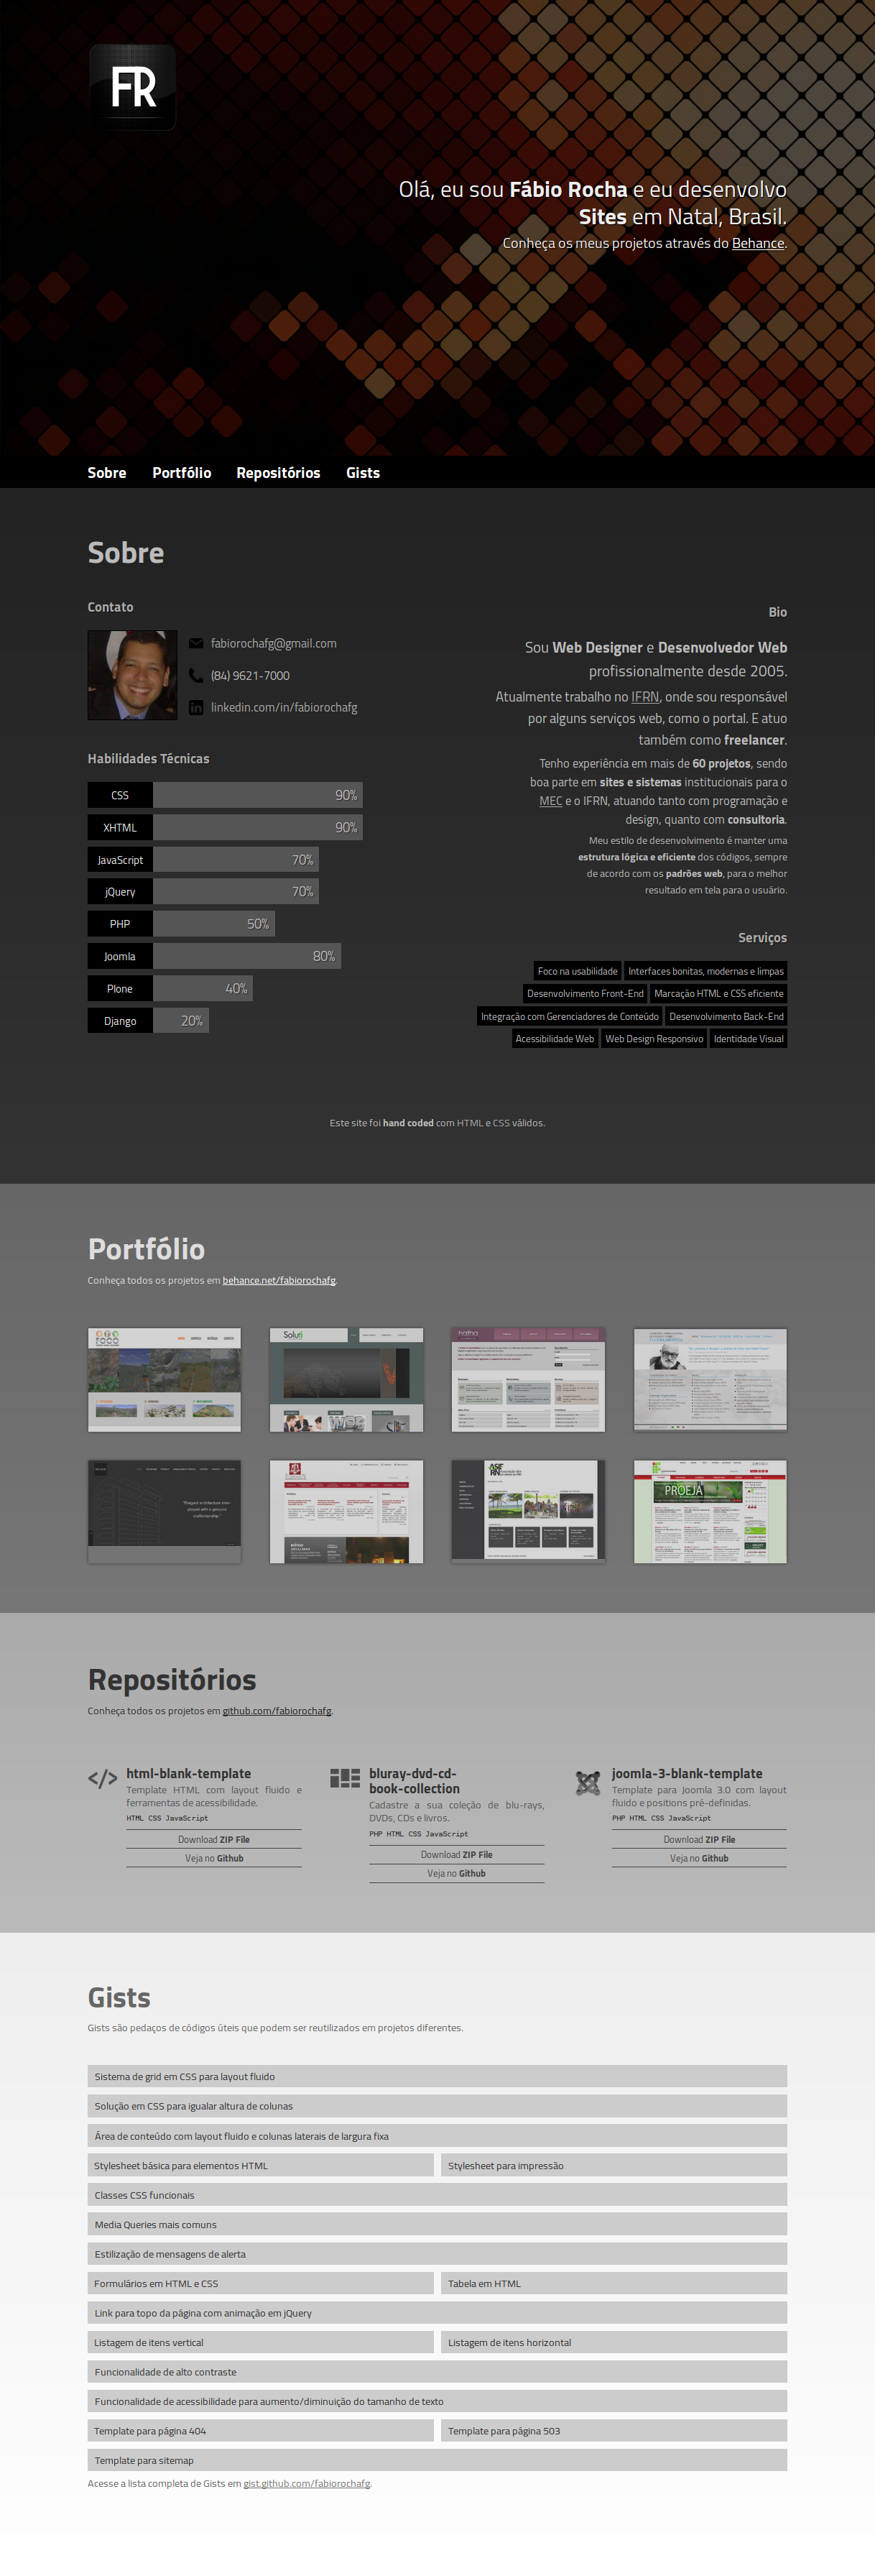 FR
Olá, eu sou Fábio Rocha e eu desenvolvo
Sites em Natal, Brasil.
Conheça os meus projetos através do Behance.
Sobre Portfólio Repositórios Gists
Sobre
Contato
fabiorochafg@gmail.com
(84) 9621-7000
linkedin.com/in/fabiorochafg
Habilidades Técnicas
CSS 90%
XHTML 90%
JavaScript 70%
jQuery 70%
PHP 50%
Joomla 80%
Plone 40%
Django 20%
Bio
Sou Web Designer e Desenvolvedor Web
profissionalmente desde 2005.
Atualmente trabalho no IFRN, onde sou responsável
por alguns serviços web, como o portal. E atuo
também como freelancer.
Tenho experiência em mais de 60 projetos, sendo
boa parte em sites e sistemas institucionais para o
MEC e o IFRN, atuando tanto com programação e
design, quanto com consultoria.
Meu estilo de desenvolvimento é manter uma
estrutura lógica e eficiente dos códigos, sempre
de acordo com os padrões web, para o melhor
resultado em tela para o usuário.
Serviços
Foco na usabilidade Interfaces bonitas, modernas e limpas
Desenvolvimento Front-End Marcação HTML e CSS eficiente
Integração com Gerenciadores de Conteúdo Desenvolvimento Back-End
Acessibilidade Web Web Design Responsivo Identidade Visual
Este site foi hand coded com HTML e CSS válidos.
Portfólio
Conheça todos os projetos em behance.net/fabiorochafg.
Soluti
hatha
PROEJA
Repositórios
Conheça todos os projetos em github.com/fabiorochafg.
html-blank-template
Template HTML com layout fluido e
ferramentas de acessibilidade.
HTML CSS JavaScript
Download ZIP File
Veja no Github
bluray-dvd-cd-
book-collection
Cadastre a sua coleção de blu-rays,
DVDs, CDs e livros.
PHP HTML CSS JavaScript
Download ZIP File
Veja no Github
joomla-3-blank-template
Template para Joomla 3.0 com layout
fluido e positions pré-definidas.
PHP HTML CSS JavaScript
Download ZIP File
Veja no Github
Gists
Gists são pedaços de códigos úteis que podem ser reutilizados em projetos diferentes.
Sistema de grid em CSS para layout fluido
Solução em CSS para igualar altura de colunas
Área de conteúdo com layout fluido e colunas laterais de largura fixa
Stylesheet básica para elementos HTML
Stylesheet para impressão
Classes CSS funcionais
Media Queries mais comuns
Estilização de mensagens de alerta
Formulários em HTML e CSS
Tabela em HTML
Link para topo da página com animação em jQuery
Listagem de itens vertical
Listagem de itens horizontal
Funcionalidade de alto contraste
Funcionalidade de acessibilidade para aumento/diminuição do tamanho de texto
Template para página 404
Template para página 503
Template para sitemap
Acesse a lista completa de Gists em gist.github.com/fabiorochafg.